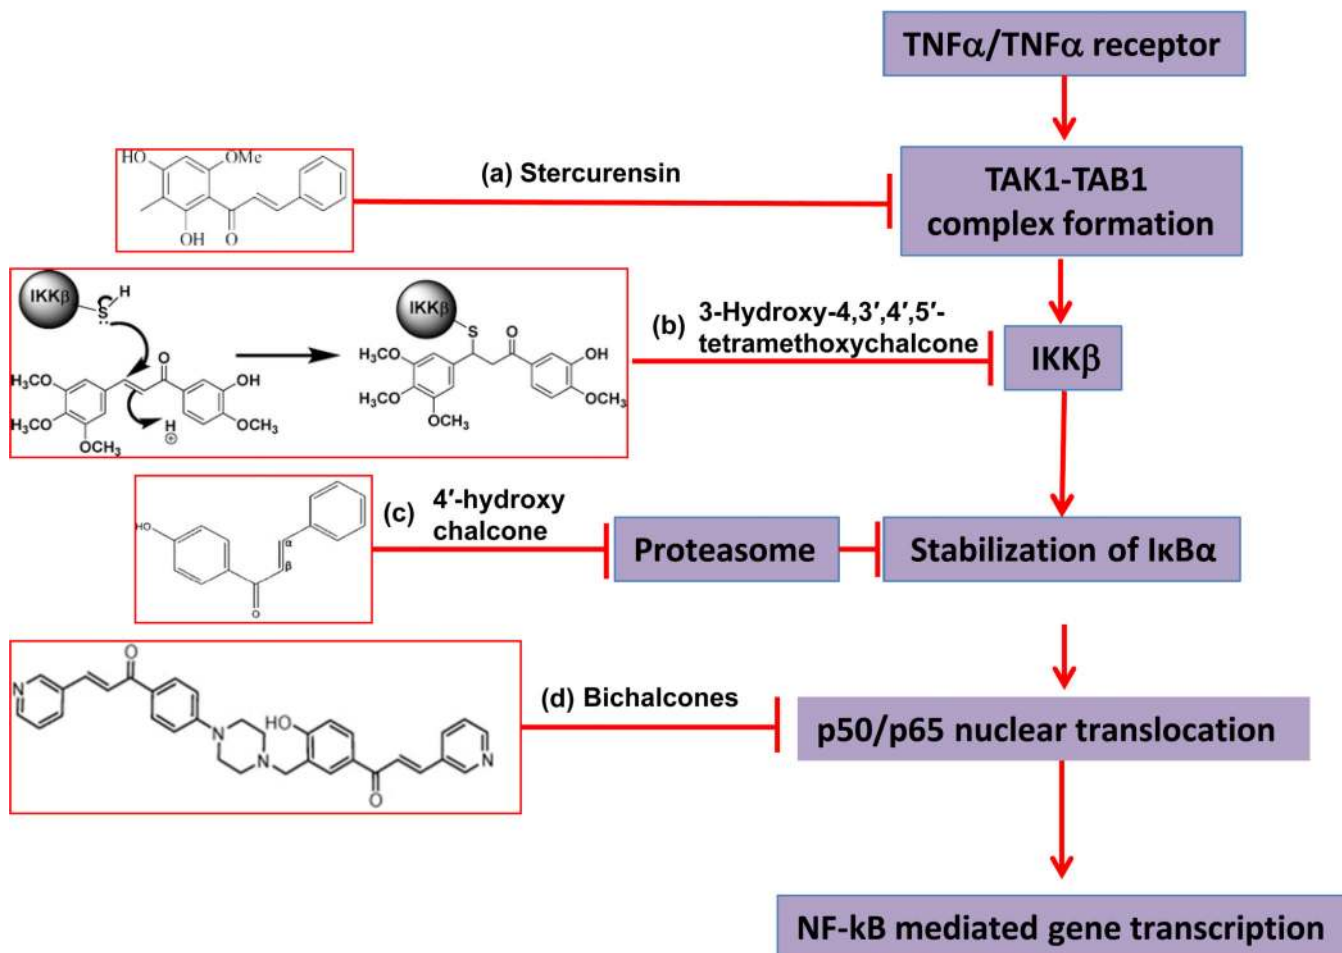 TNFα/TNFα receptor
HO
OMe
OH
O
(a) Stercurensin
TAK1-TAB1
complex formation
IKKβ
S
H
O
H₃CO
OH
H₃CO
H
⊕
OCH₃
OCH₃
IKKβ
S
O
H₃CO
OH
H₃CO
OCH₃
OCH₃
(b) 3-Hydroxy-4,3′,4′,5′-
tetramethoxychalcone
IKKβ
HO
α
β
O
(c) 4′-hydroxy
chalcone
Proteasome
Stabilization of IκBα
O
N
N
N
HO
O
N
(d) Bichalcones
p50/p65 nuclear translocation
NF-kB mediated gene transcription